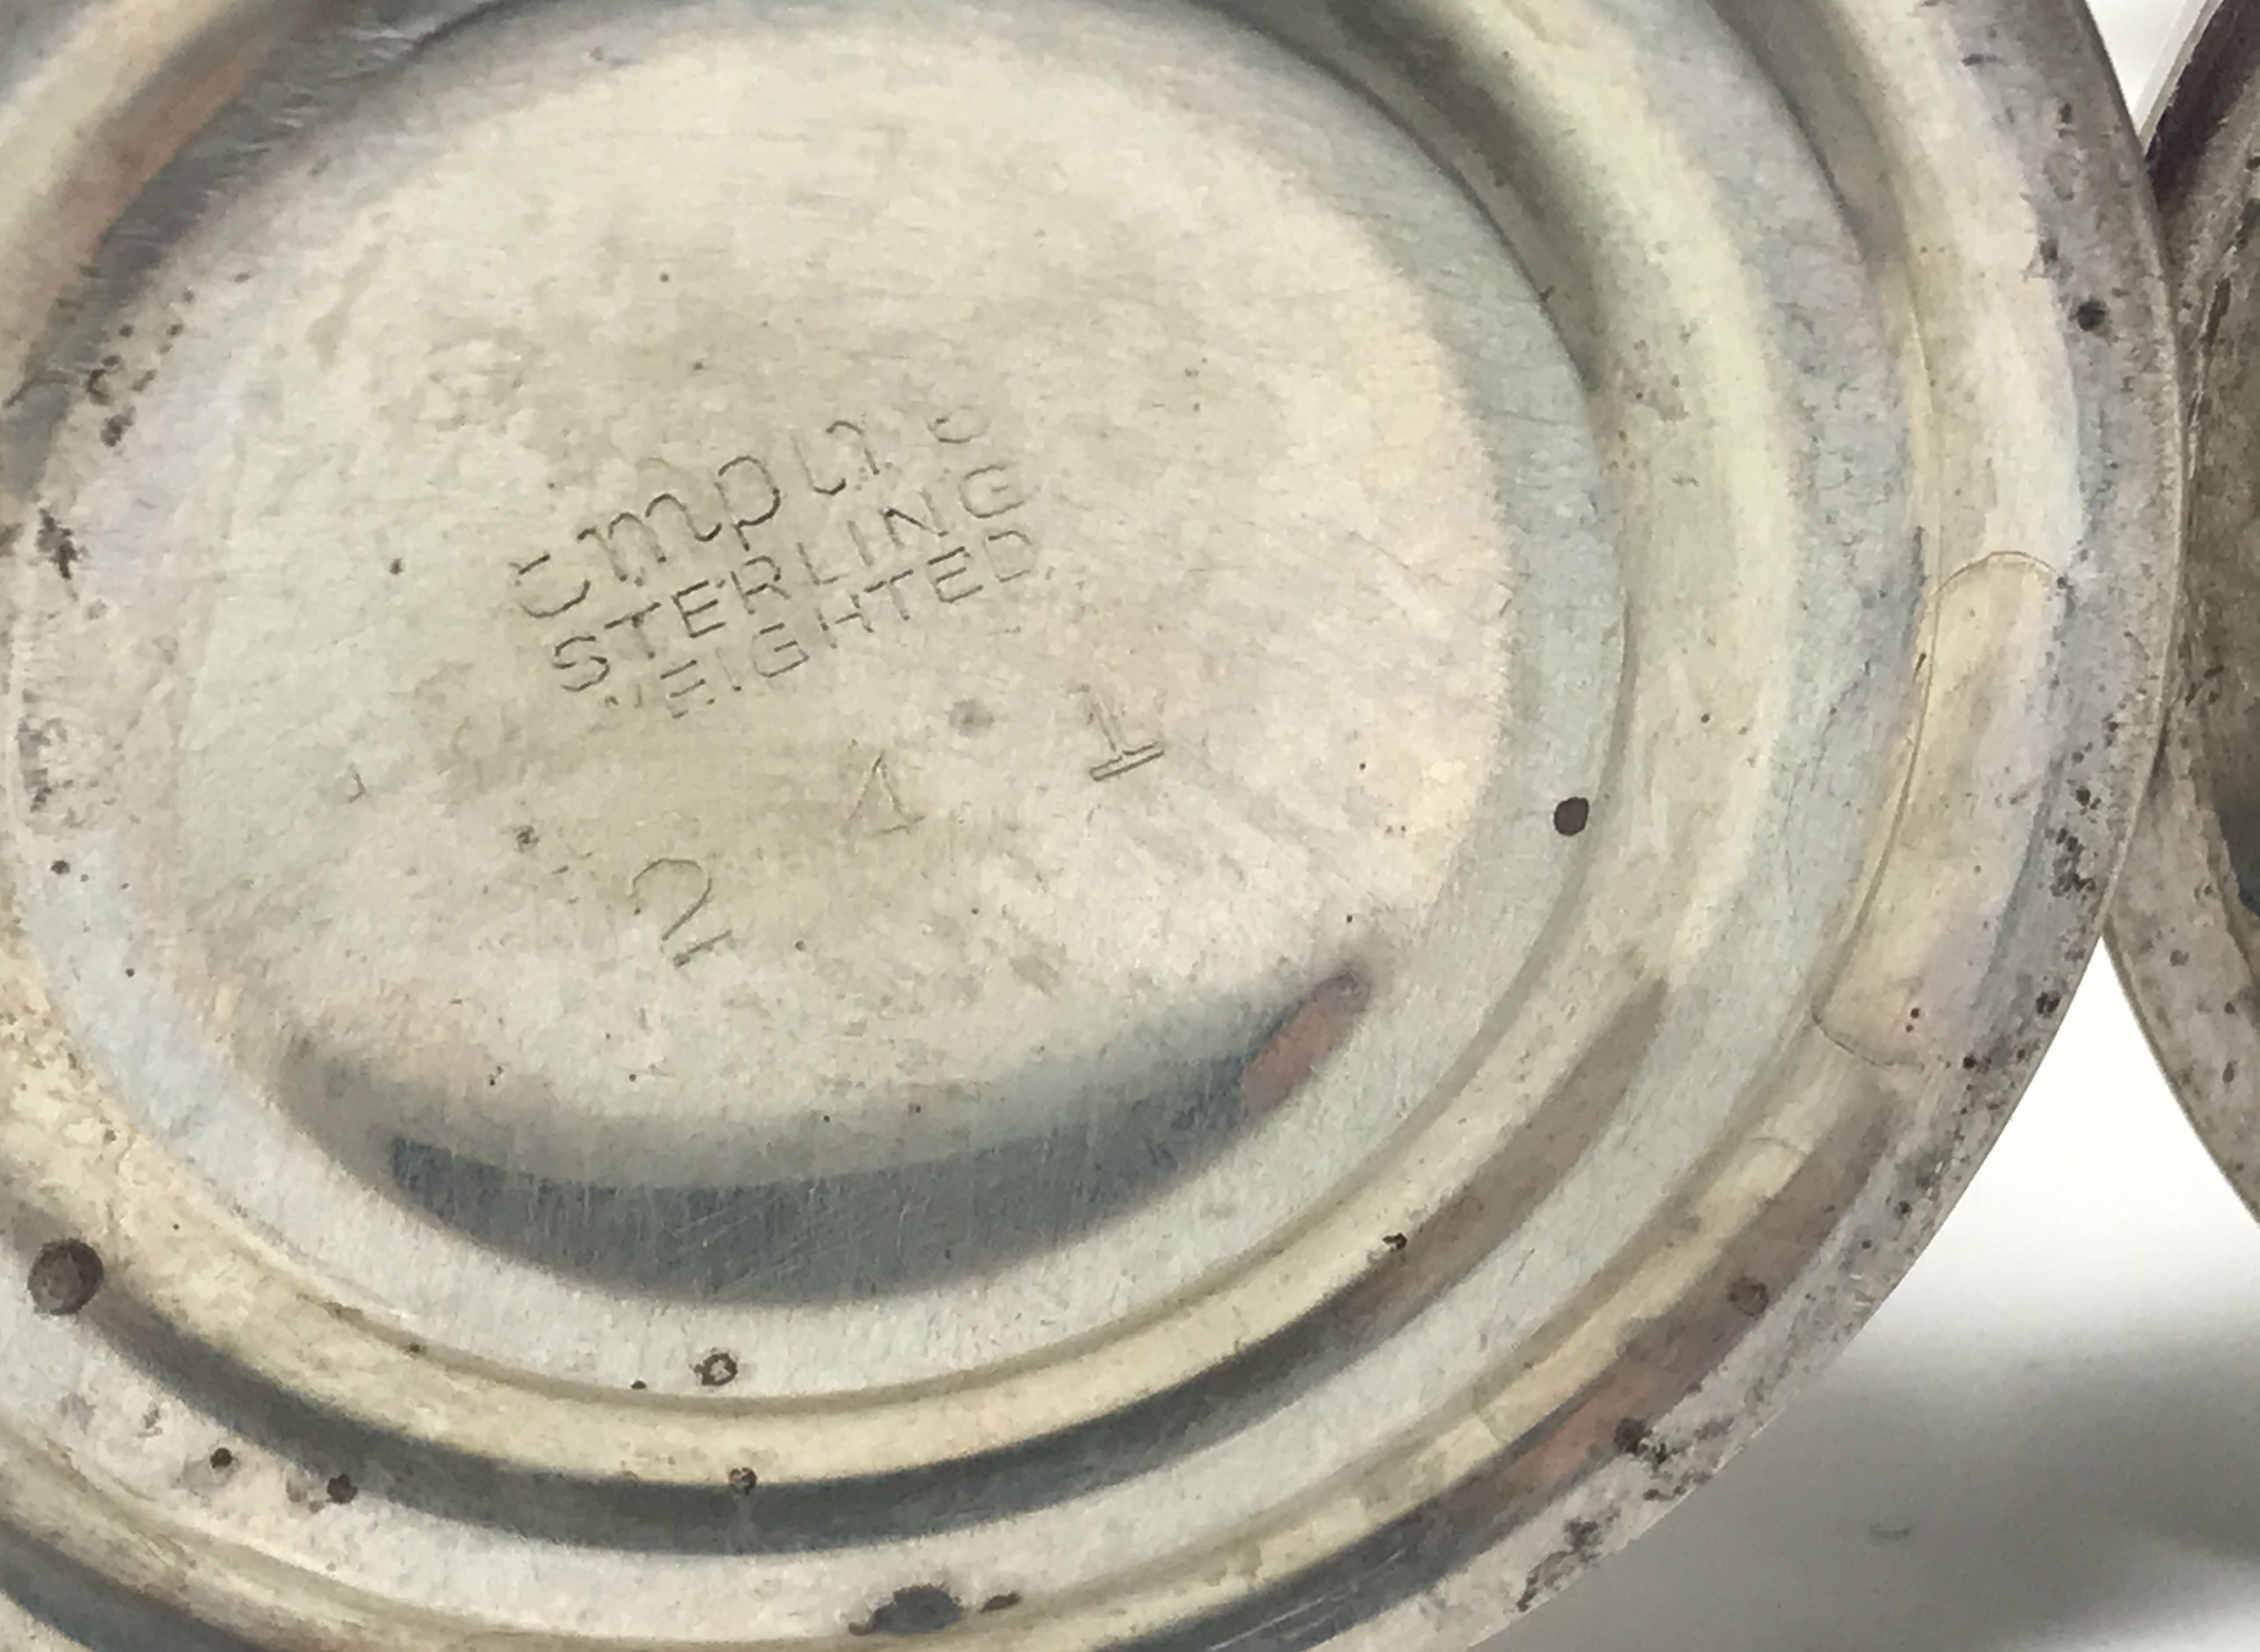 Empire
STERLING
WEIGHTED
2 4 1